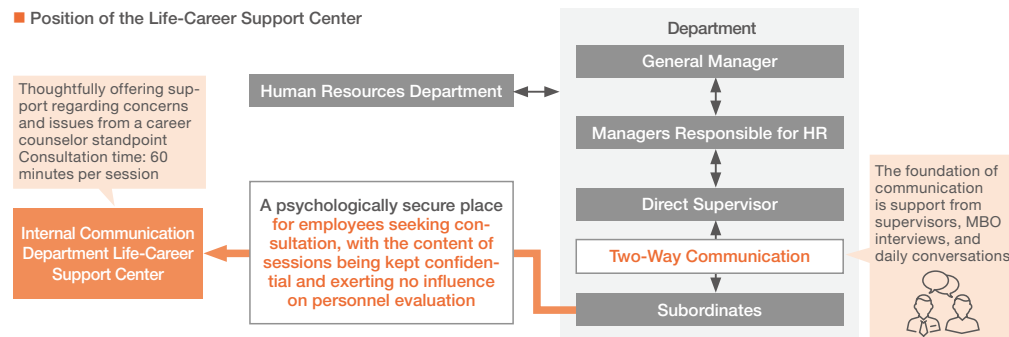 Position of the Life-Career Support Center
Thoughtfully offering sup-
port regarding concerns
and issues from a career
counselor standpoint
Consultation time: 60
minutes per session
Internal Communication
Department Life-Career
Support Center
Human Resources Department
A psychologically secure place
for employees seeking con-
sultation, with the content of
sessions being kept confiden-
tial and exerting no influence
on personnel evaluation
Department
General Manager
Managers Responsible for HR
Direct Supervisor
Two-Way Communication
Subordinates
The foundation of
communication
is support from
supervisors, MBO
interviews, and
daily conversations